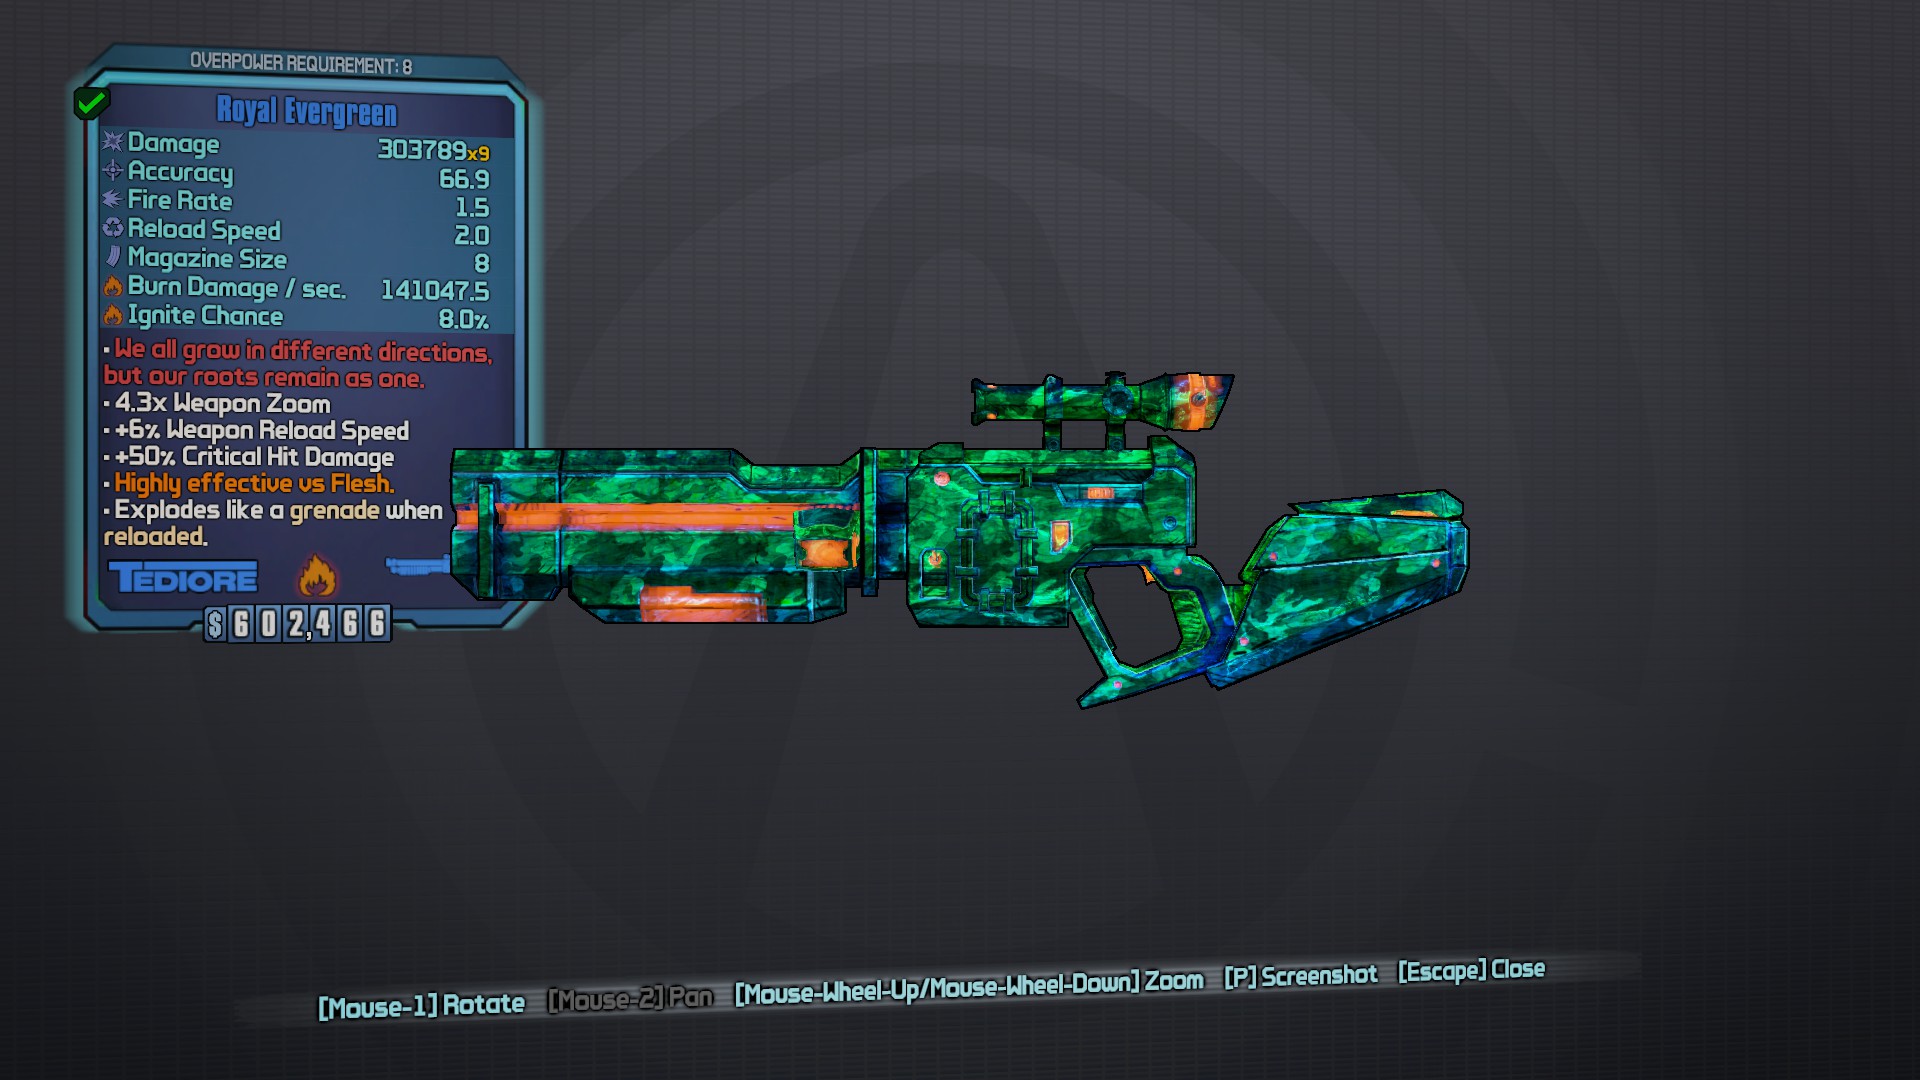 OVERPOWER REQUIREMENT: 8
Royal Evergreen
Damage 303789x9
Accuracy 66.9
Fire Rate 1.5
Reload Speed 2.0
Magazine Size 8
Burn Damage / sec. 141047.5
Ignite Chance 8.0%
· We all grow in different directions,
but our roots remain as one.
· 4.3x Weapon Zoom
· +6% Weapon Reload Speed
· +50% Critical Hit Damage
· Highly effective vs Flesh.
· Explodes like a grenade when
reloaded.
TEDIORE
$602,466
[Mouse-1] Rotate [Mouse-2] Pan [Mouse-Wheel-Up/Mouse-Wheel-Down] Zoom [P] Screenshot [Escape] Close